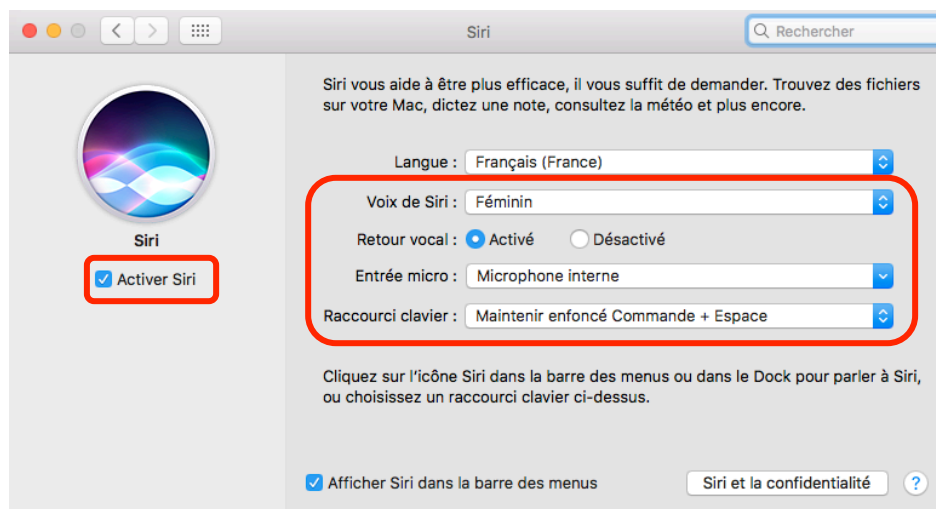 Siri
Rechercher
Siri vous aide à être plus efficace, il vous suffit de demander. Trouvez des fichiers
sur votre Mac, dictez une note, consultez la météo et plus encore.
Langue : Français (France)
Voix de Siri : Féminin
Siri
Retour vocal : Activé Désactivé
Activer Siri
Entrée micro : Microphone interne
Raccourci clavier : Maintenir enfoncé Commande + Espace
Cliquez sur l'icône Siri dans la barre des menus ou dans le Dock pour parler à Siri,
ou choisissez un raccourci clavier ci-dessus.
Afficher Siri dans la barre des menus
Siri et la confidentialité
?